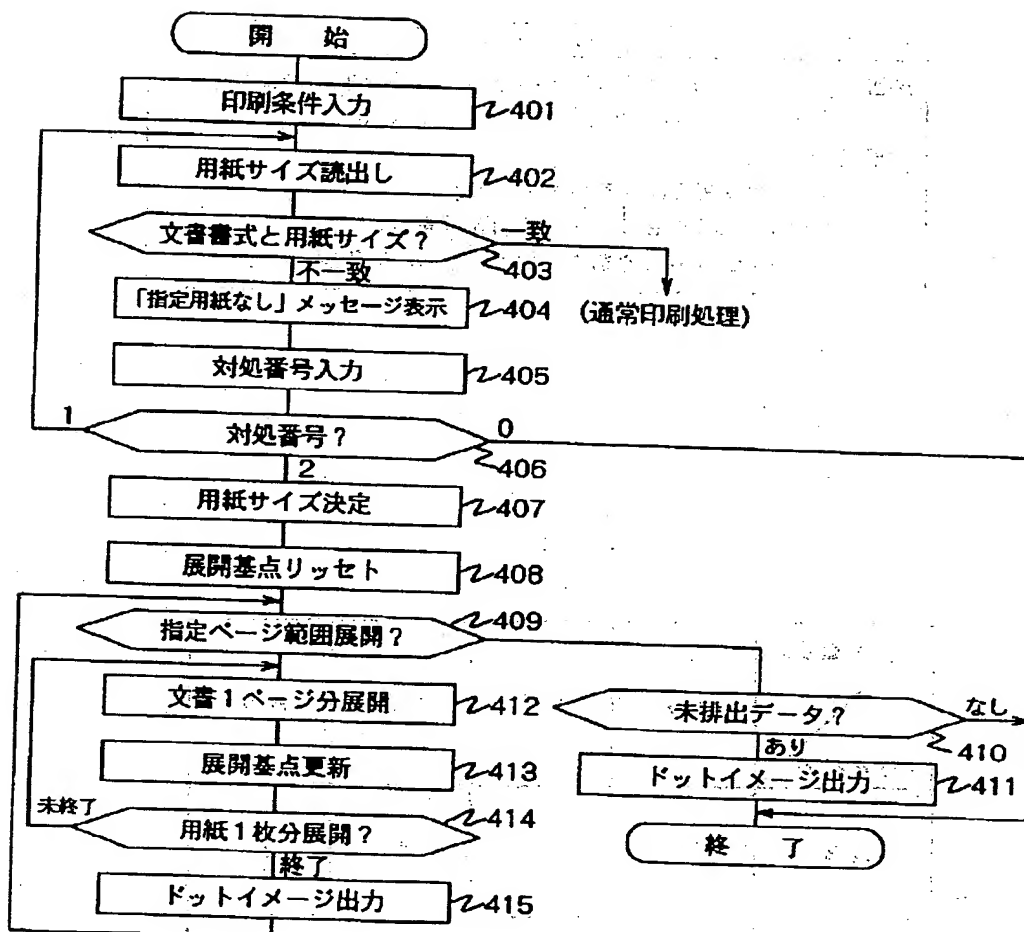 開 始
印刷条件入力 401
用紙サイズ読出し 402
文書書式と用紙サイズ? 一致
403
不一致
「指定用紙なし」メッセージ表示 404 (通常印刷処理)
対処番号入力 405
1 対処番号? 0
406
2
用紙サイズ決定 407
展開基点リッセト 408
指定ページ範囲展開? 409
文書1ページ分展開 412
未排出データ? なし
410
あり
展開基点更新 413
ドットイメージ出力 411
未終了
用紙1枚分展開? 414
終 了
終了
ドットイメージ出力 415